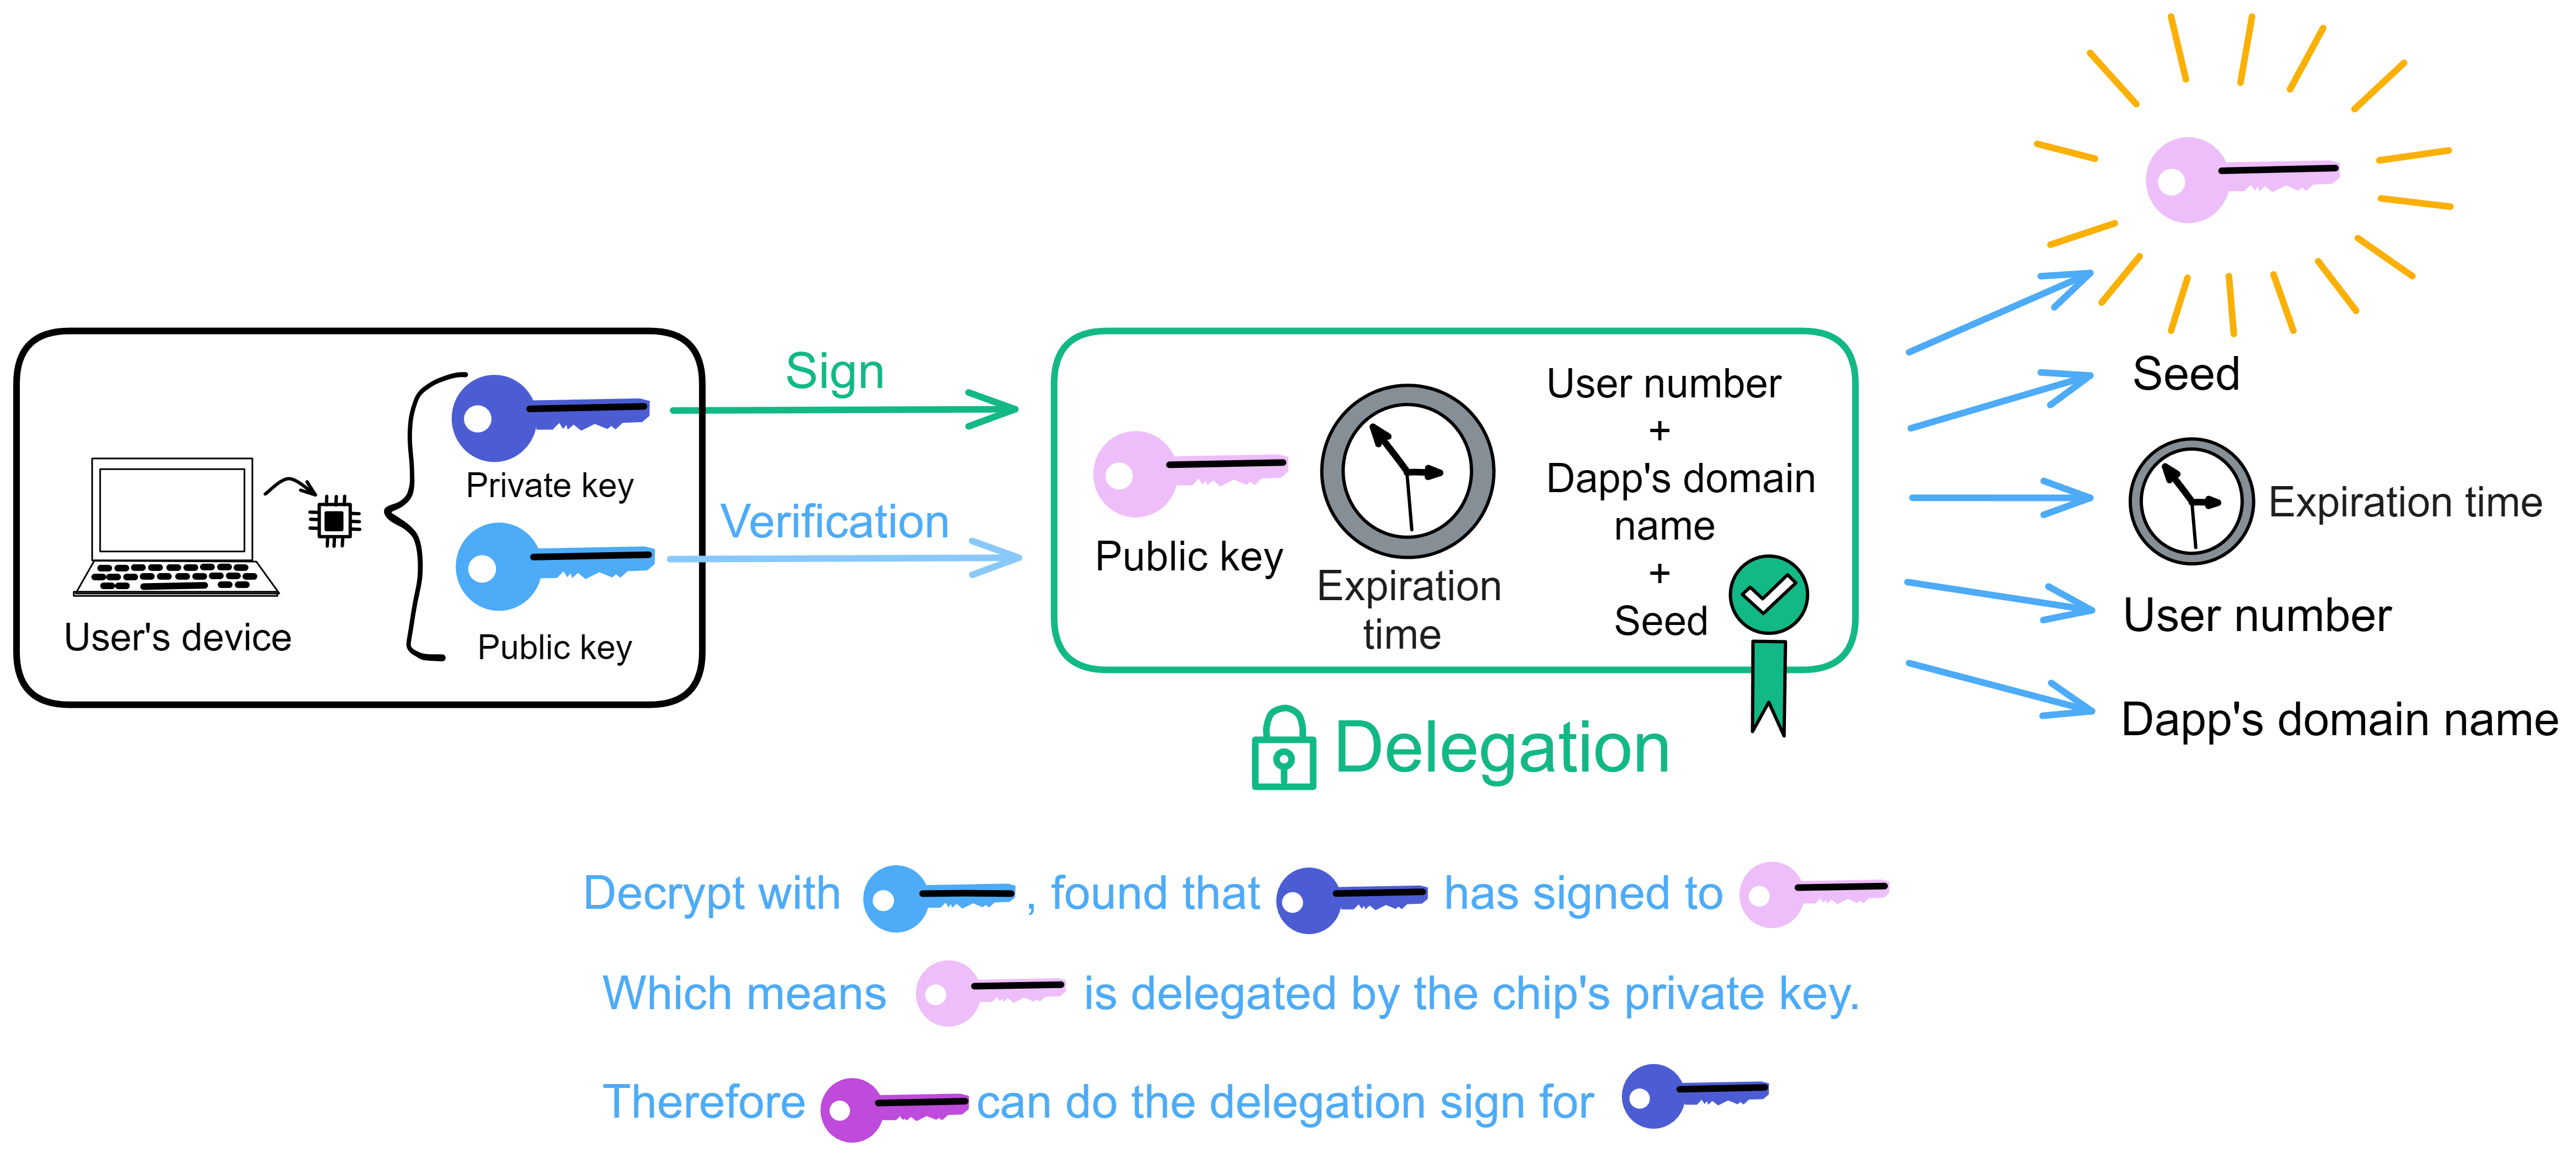 User's device
Private key
Public key
Sign
Verification
Public key
Expiration
time
User number
+
Dapp's domain
name
+
Seed
Delegation
Seed
Expiration time
User number
Dapp's domain name
Decrypt with , found that has signed to
Which means is delegated by the chip's private key.
Therefore can do the delegation sign for